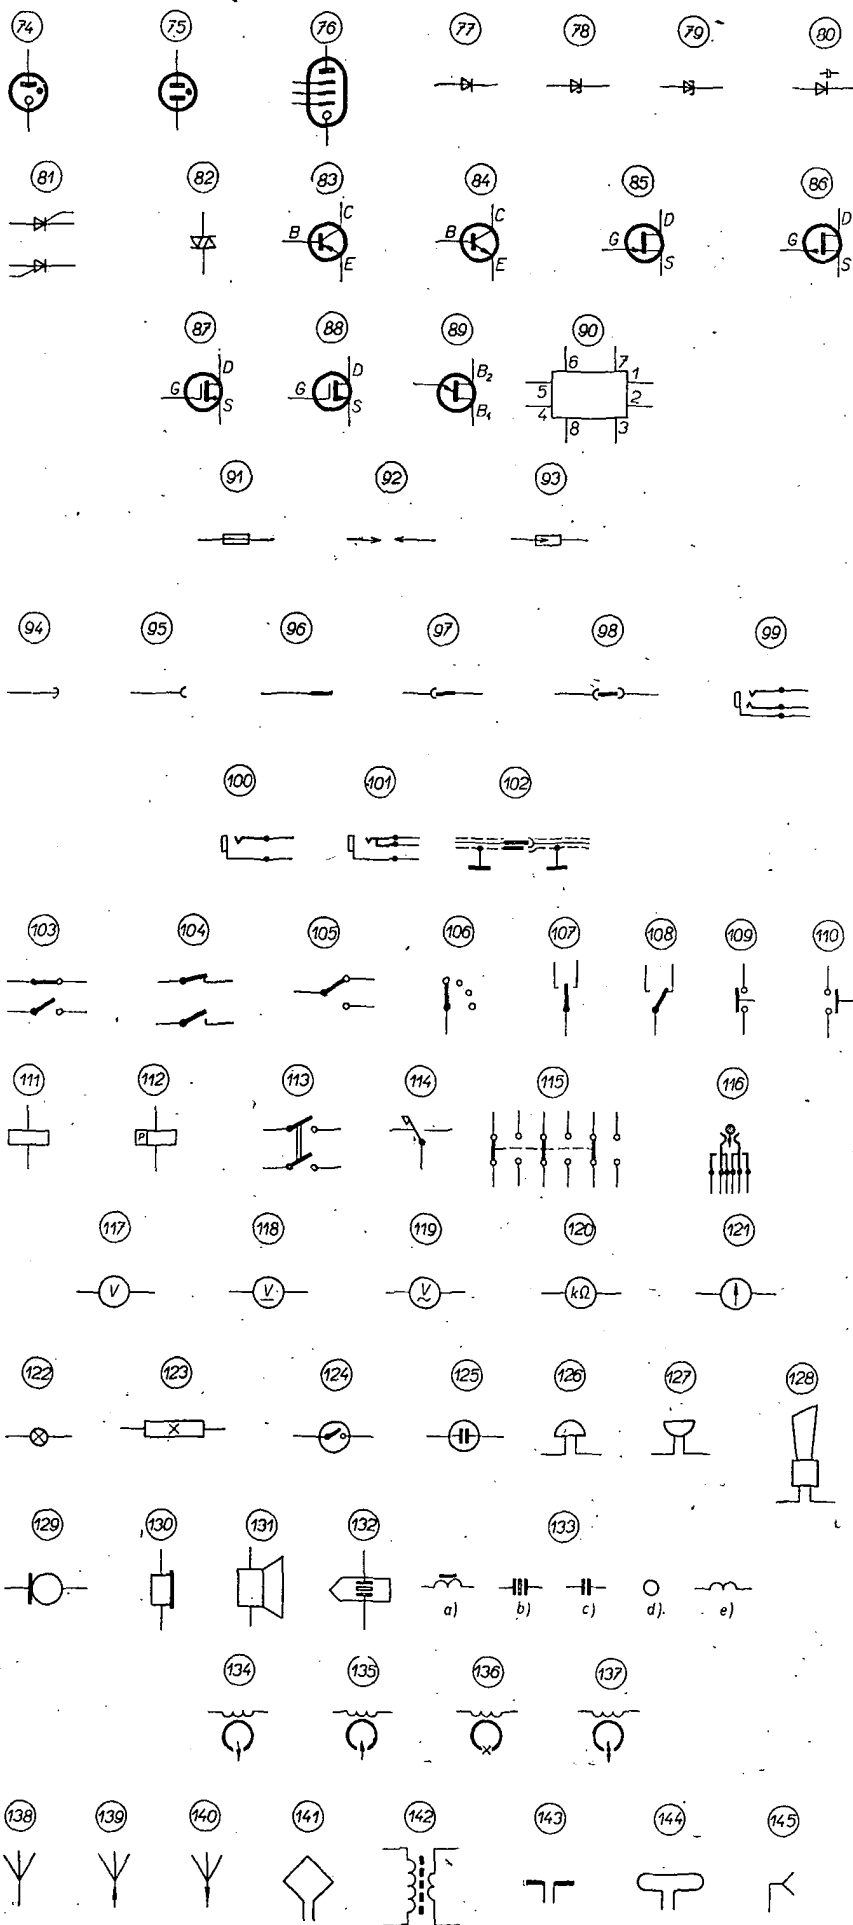 74 75 76 77 78 79 80
81 82 83 84 85 86
C C D D
B B G G
E E S S
87 88 89 90
6 7
D D B2 1
G G 5 2
S S B1 4
8 3
91 92 93
94 95 96 97 98 99
100 101 102
103 104 105 106 107 108 109 110
111 112 113 114 115 116
P
117 118 119 120 121
V V V kΩ
122 123 124 125 126 127 128
129 130 131 132 133
a) b) c) d) e)
134 135 136 137
138 139 140 141 142 143 144 145